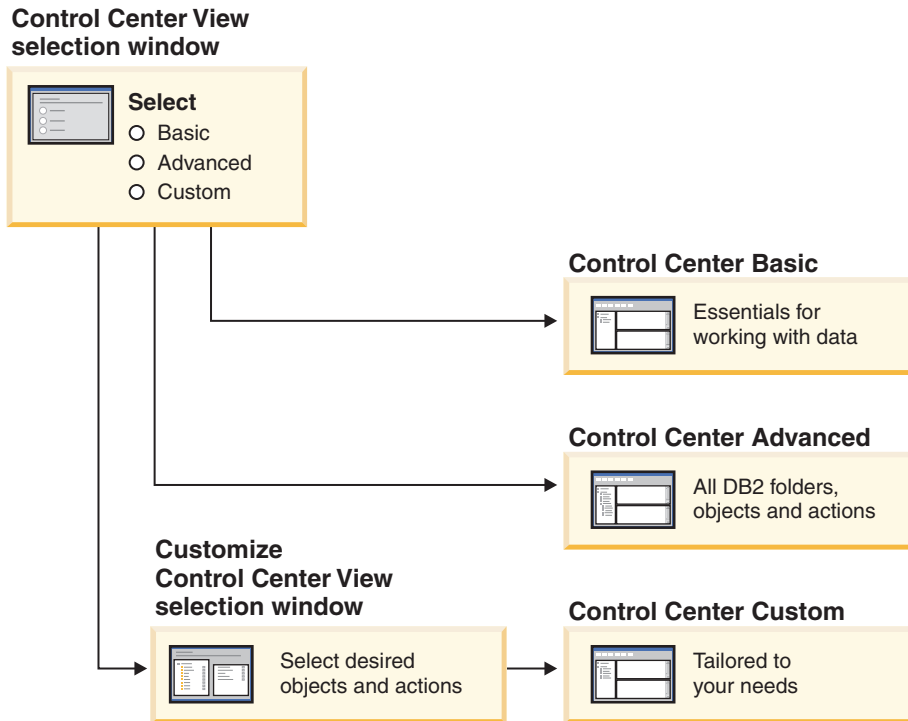 Control Center View
selection window
Select
Basic
Advanced
Custom
Control Center Basic
Essentials for
working with data
Control Center Advanced
All DB2 folders,
objects and actions
Customize
Control Center View
selection window
Select desired
objects and actions
Control Center Custom
Tailored to
your needs